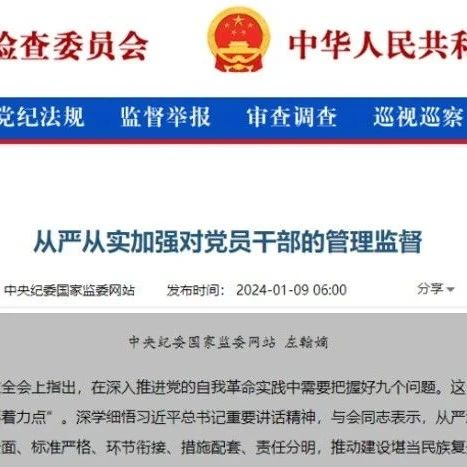 检查委员会 中华人民共和
党纪法规 监督举报 审查调查 巡视巡察
从严从实加强对党员干部的管理监督
中央纪委国家监委网站 发布时间： 2024-01-09 06:00 分享
中央纪委国家监委网站 左翰嫡
全会上指出，在深入推进党的自我革命实践中需要把握好九个问题。这
着力点”。深学细悟习近平总书记重要讲话精神，与会同志表示，从严
面、标准严格、环节衔接、措施配套、责任分明，推动建设堪当民族复